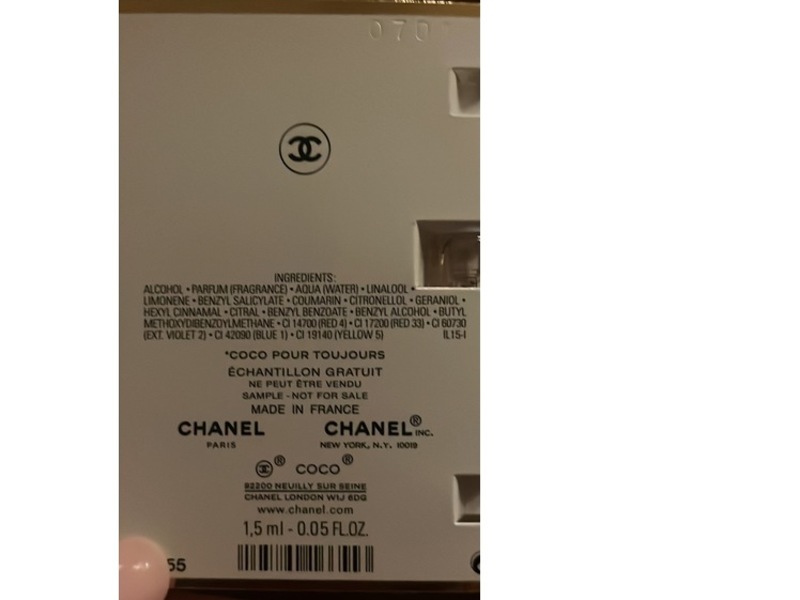 070
INGREDIENTS:
ALCOHOL • PARFUM (FRAGRANCE) • AQUA (WATER) • LINALOOL •
LIMONENE • BENZYL SALICYLATE • COUMARIN • CITRONELLOL • GERANIOL •
HEXYL CINNAMAL • CITRAL • BENZYL BENZOATE • BENZYL ALCOHOL • BUTYL
METHOXYDIBENZOYLMETHANE • CI 14700 (RED 4) • CI 17200 (RED 33) • CI 60730
(EXT. VIOLET 2) • CI 42090 (BLUE 1) • CI 19140 (YELLOW 5) IL15-I
*COCO POUR TOUJOURS
ÉCHANTILLON GRATUIT
NE PEUT ÊTRE VENDU
SAMPLE - NOT FOR SALE
MADE IN FRANCE
CHANEL CHANEL® INC.
PARIS NEW YORK, N.Y. 10019
® COCO®
92200 NEUILLY SUR SEINE
CHANEL LONDON W1J 6DG
www.chanel.com
1,5 ml - 0.05 FL.OZ.
55